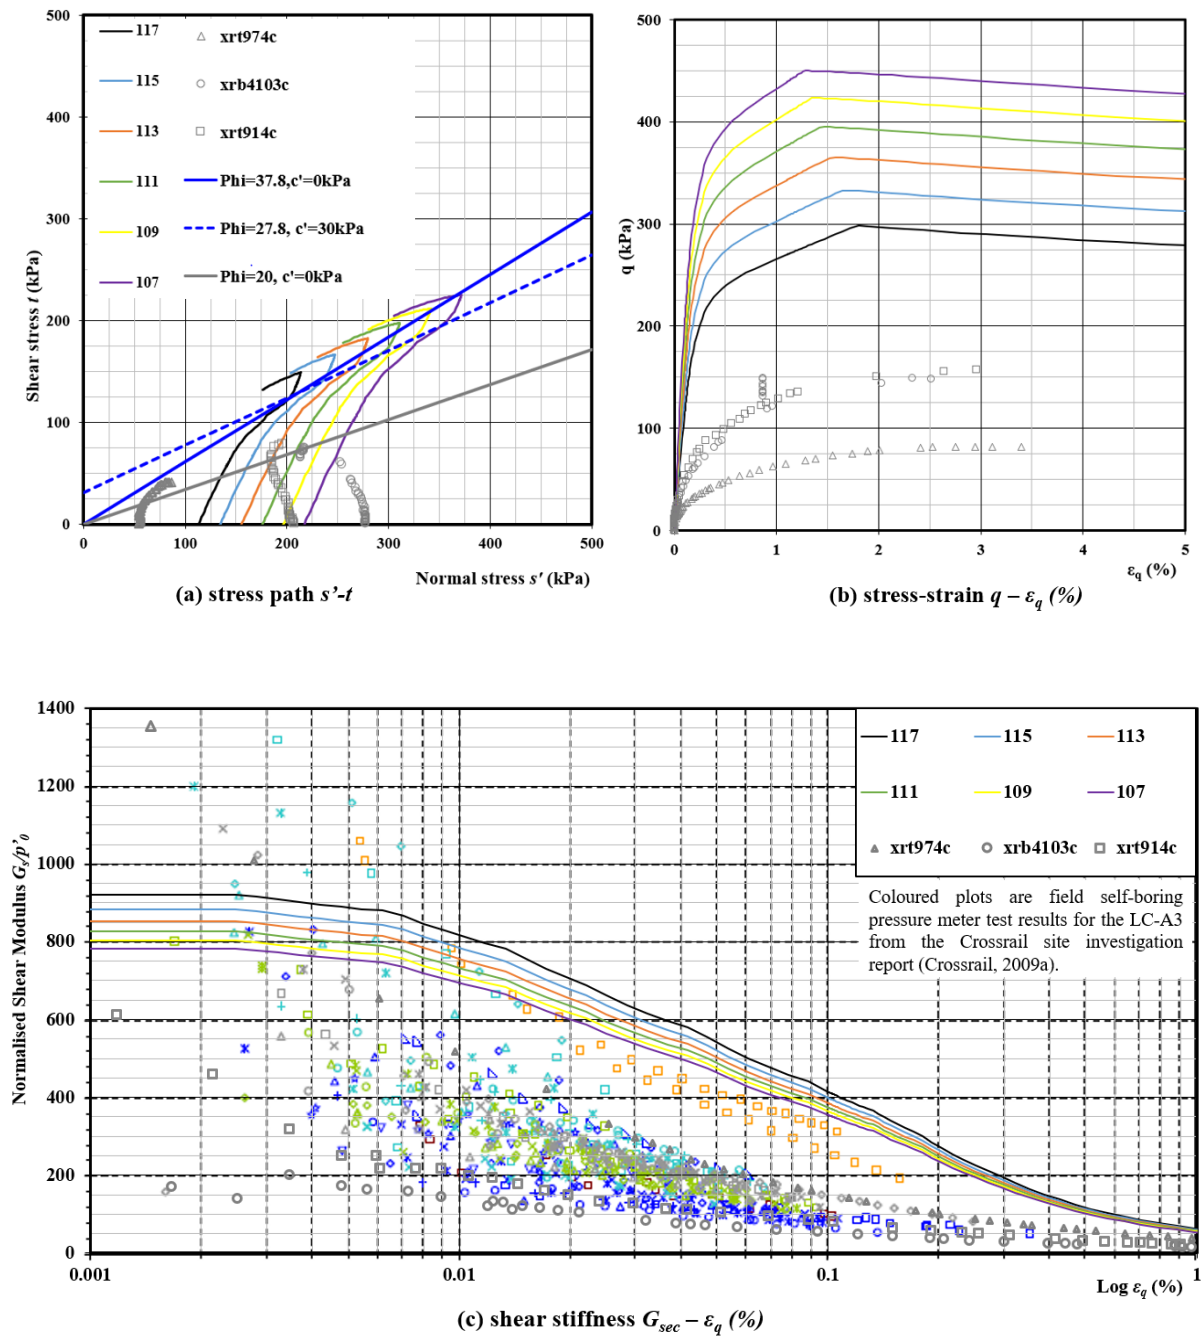 500
400
300
200
100
0
Shear stress t (kPa)
117
115
113
111
109
107
xrt974c
xrb4103c
xrt914c
Phi=37.8,c'=0kPa
Phi=27.8, c'=30kPa
Phi=20, c'=0kPa
0 100 200 300 400 500
Normal stress s' (kPa)
(a) stress path s’-t
500
400
300
200
100
0
q (kPa)
0 1 2 3 4 5
εq (%)
(b) stress-strain q – εq (%)
1400
1200
1000
800
600
400
200
0
Normalised Shear Modulus Gs/p'0
117 115 113
111 109 107
xrt974c xrb4103c xrt914c
Coloured plots are field self-boring
pressure meter test results for the LC-A3
from the Crossrail site investigation
report (Crossrail, 2009a).
0.001 0.01 0.1 1
Log εq (%)
(c) shear stiffness Gsec – εq (%)